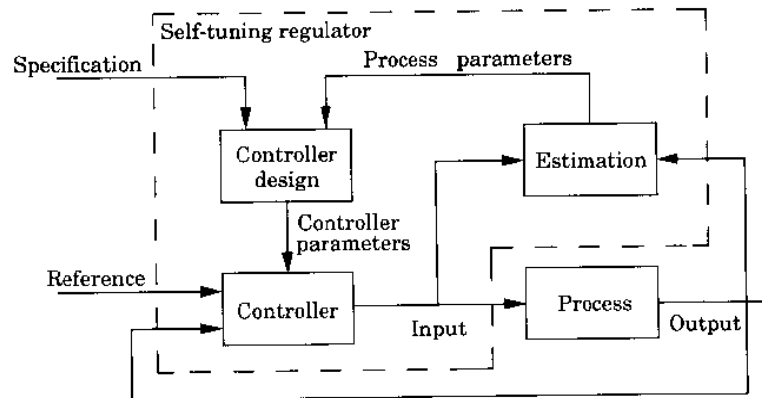 Self-tuning regulator
Specification
Process parameters
Controller
design
Estimation
Controller
parameters
Reference
Controller
Process
Input
Output